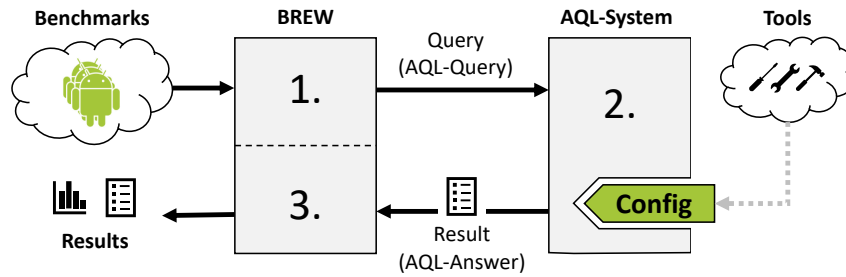 Benchmarks
BREW
AQL-System
Tools
Query
(AQL-Query)
1.
2.
3.
Config
Results
Result
(AQL-Answer)